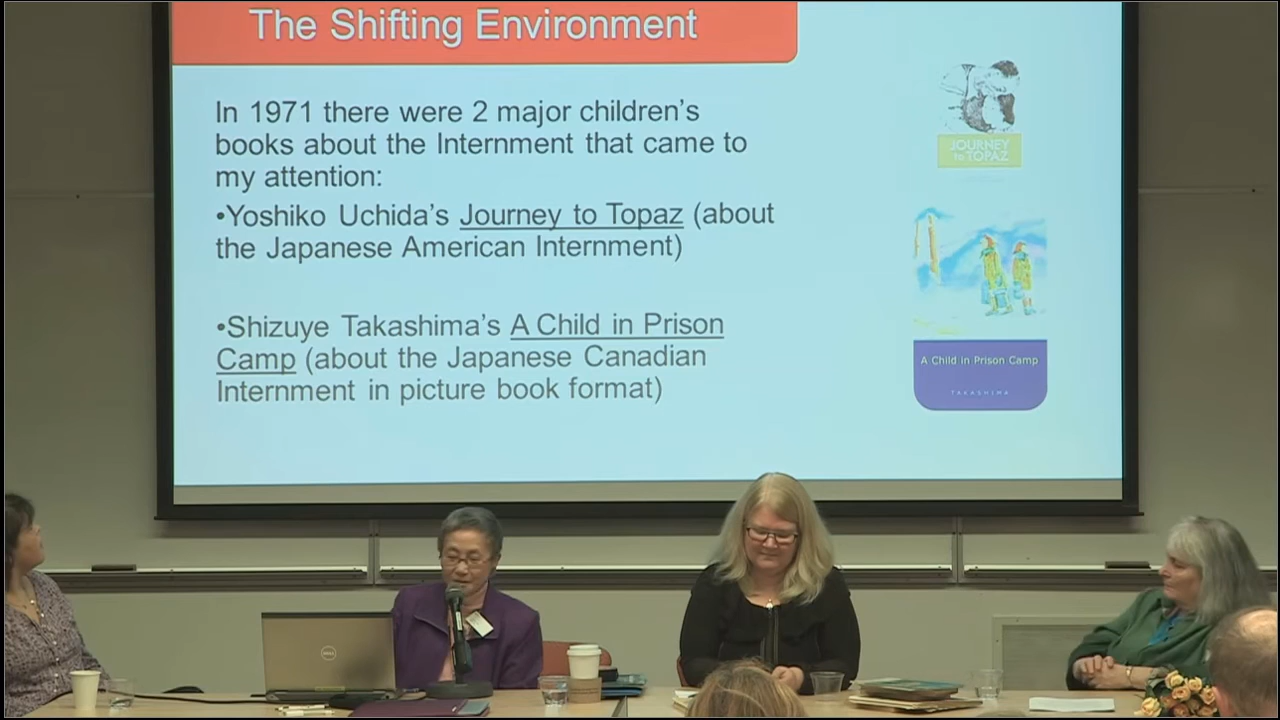 The Shifting Environment
In 1971 there were 2 major children's
books about the Internment that came to
my attention:
•Yoshiko Uchida's Journey to Topaz (about
the Japanese American Internment)
•Shizuye Takashima's A Child in Prison
Camp (about the Japanese Canadian
Internment in picture book format)
JOURNEY
to TOPAZ
A Child in Prison Camp
TAKASHIMA
DELL